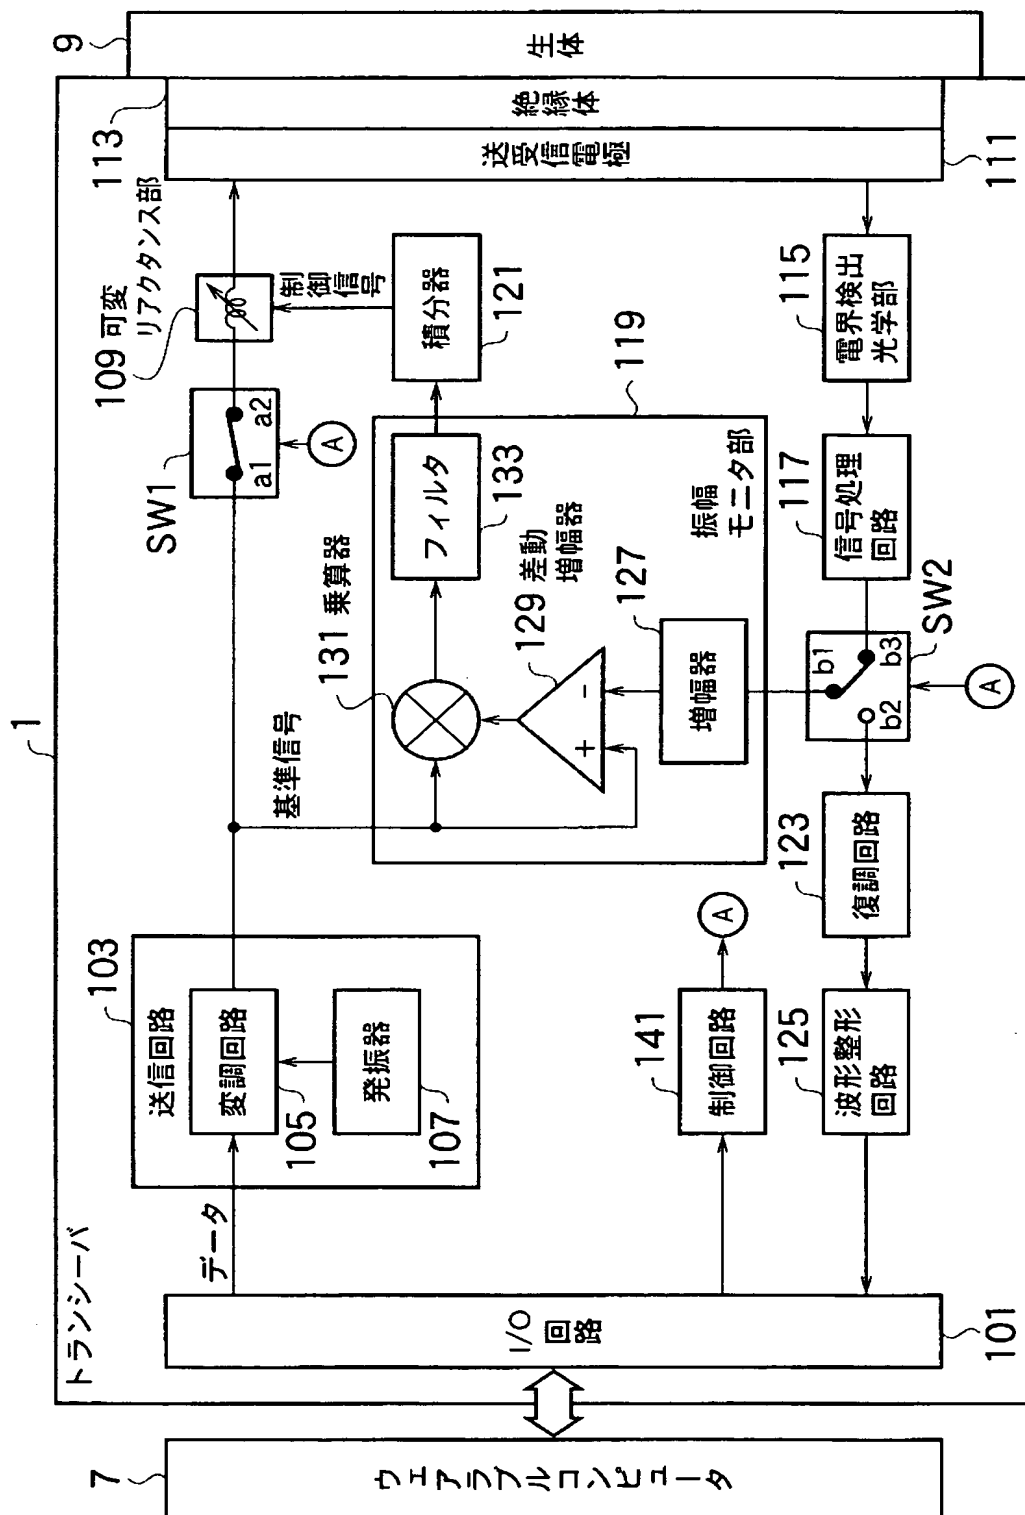 1
トランシーバ
7
ウェアラブルコンピュータ
I/O
回路
101
データ
103
送信回路
変調回路
105
発振器
107
基準信号
SW1
a1
a2
A
109 可変
リアクタンス部
制御信号
積分器
121
113
絶縁体
送受信電極
111
9
生体
119
振幅
モニタ部
131 乗算器
フィルタ
133
129 差動
増幅器
+
-
増幅器
127
115
電界検出
光学部
117
信号処理
回路
SW2
b1
b2
b3
A
141
制御回路
A
123
復調回路
125
波形整形
回路